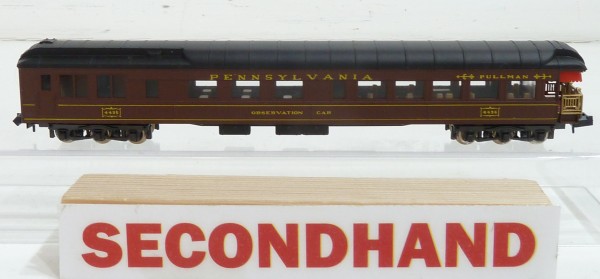 PENNSYLVANIA
PULLMAN
OBSERVATION CAR
SECONDHAND